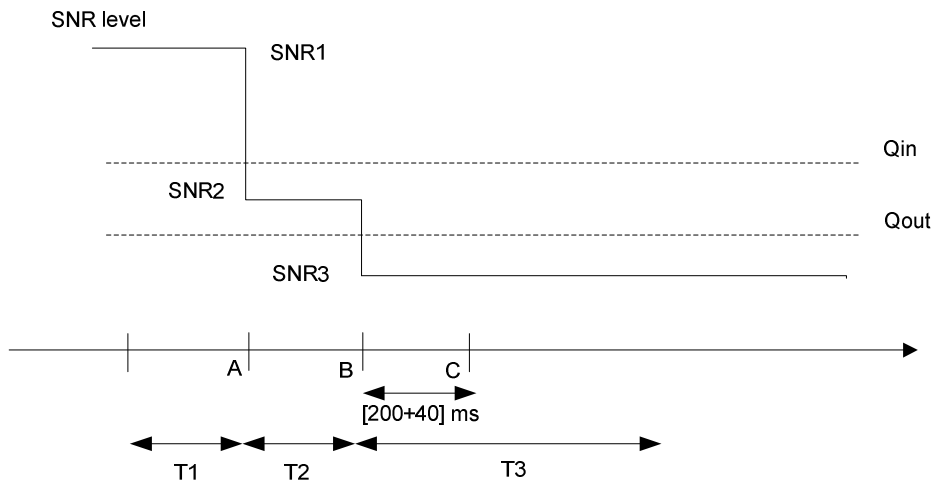 SNR level
SNR1
Qin
SNR2
Qout
SNR3
A
B
C
[200+40] ms
T1
T2
T3